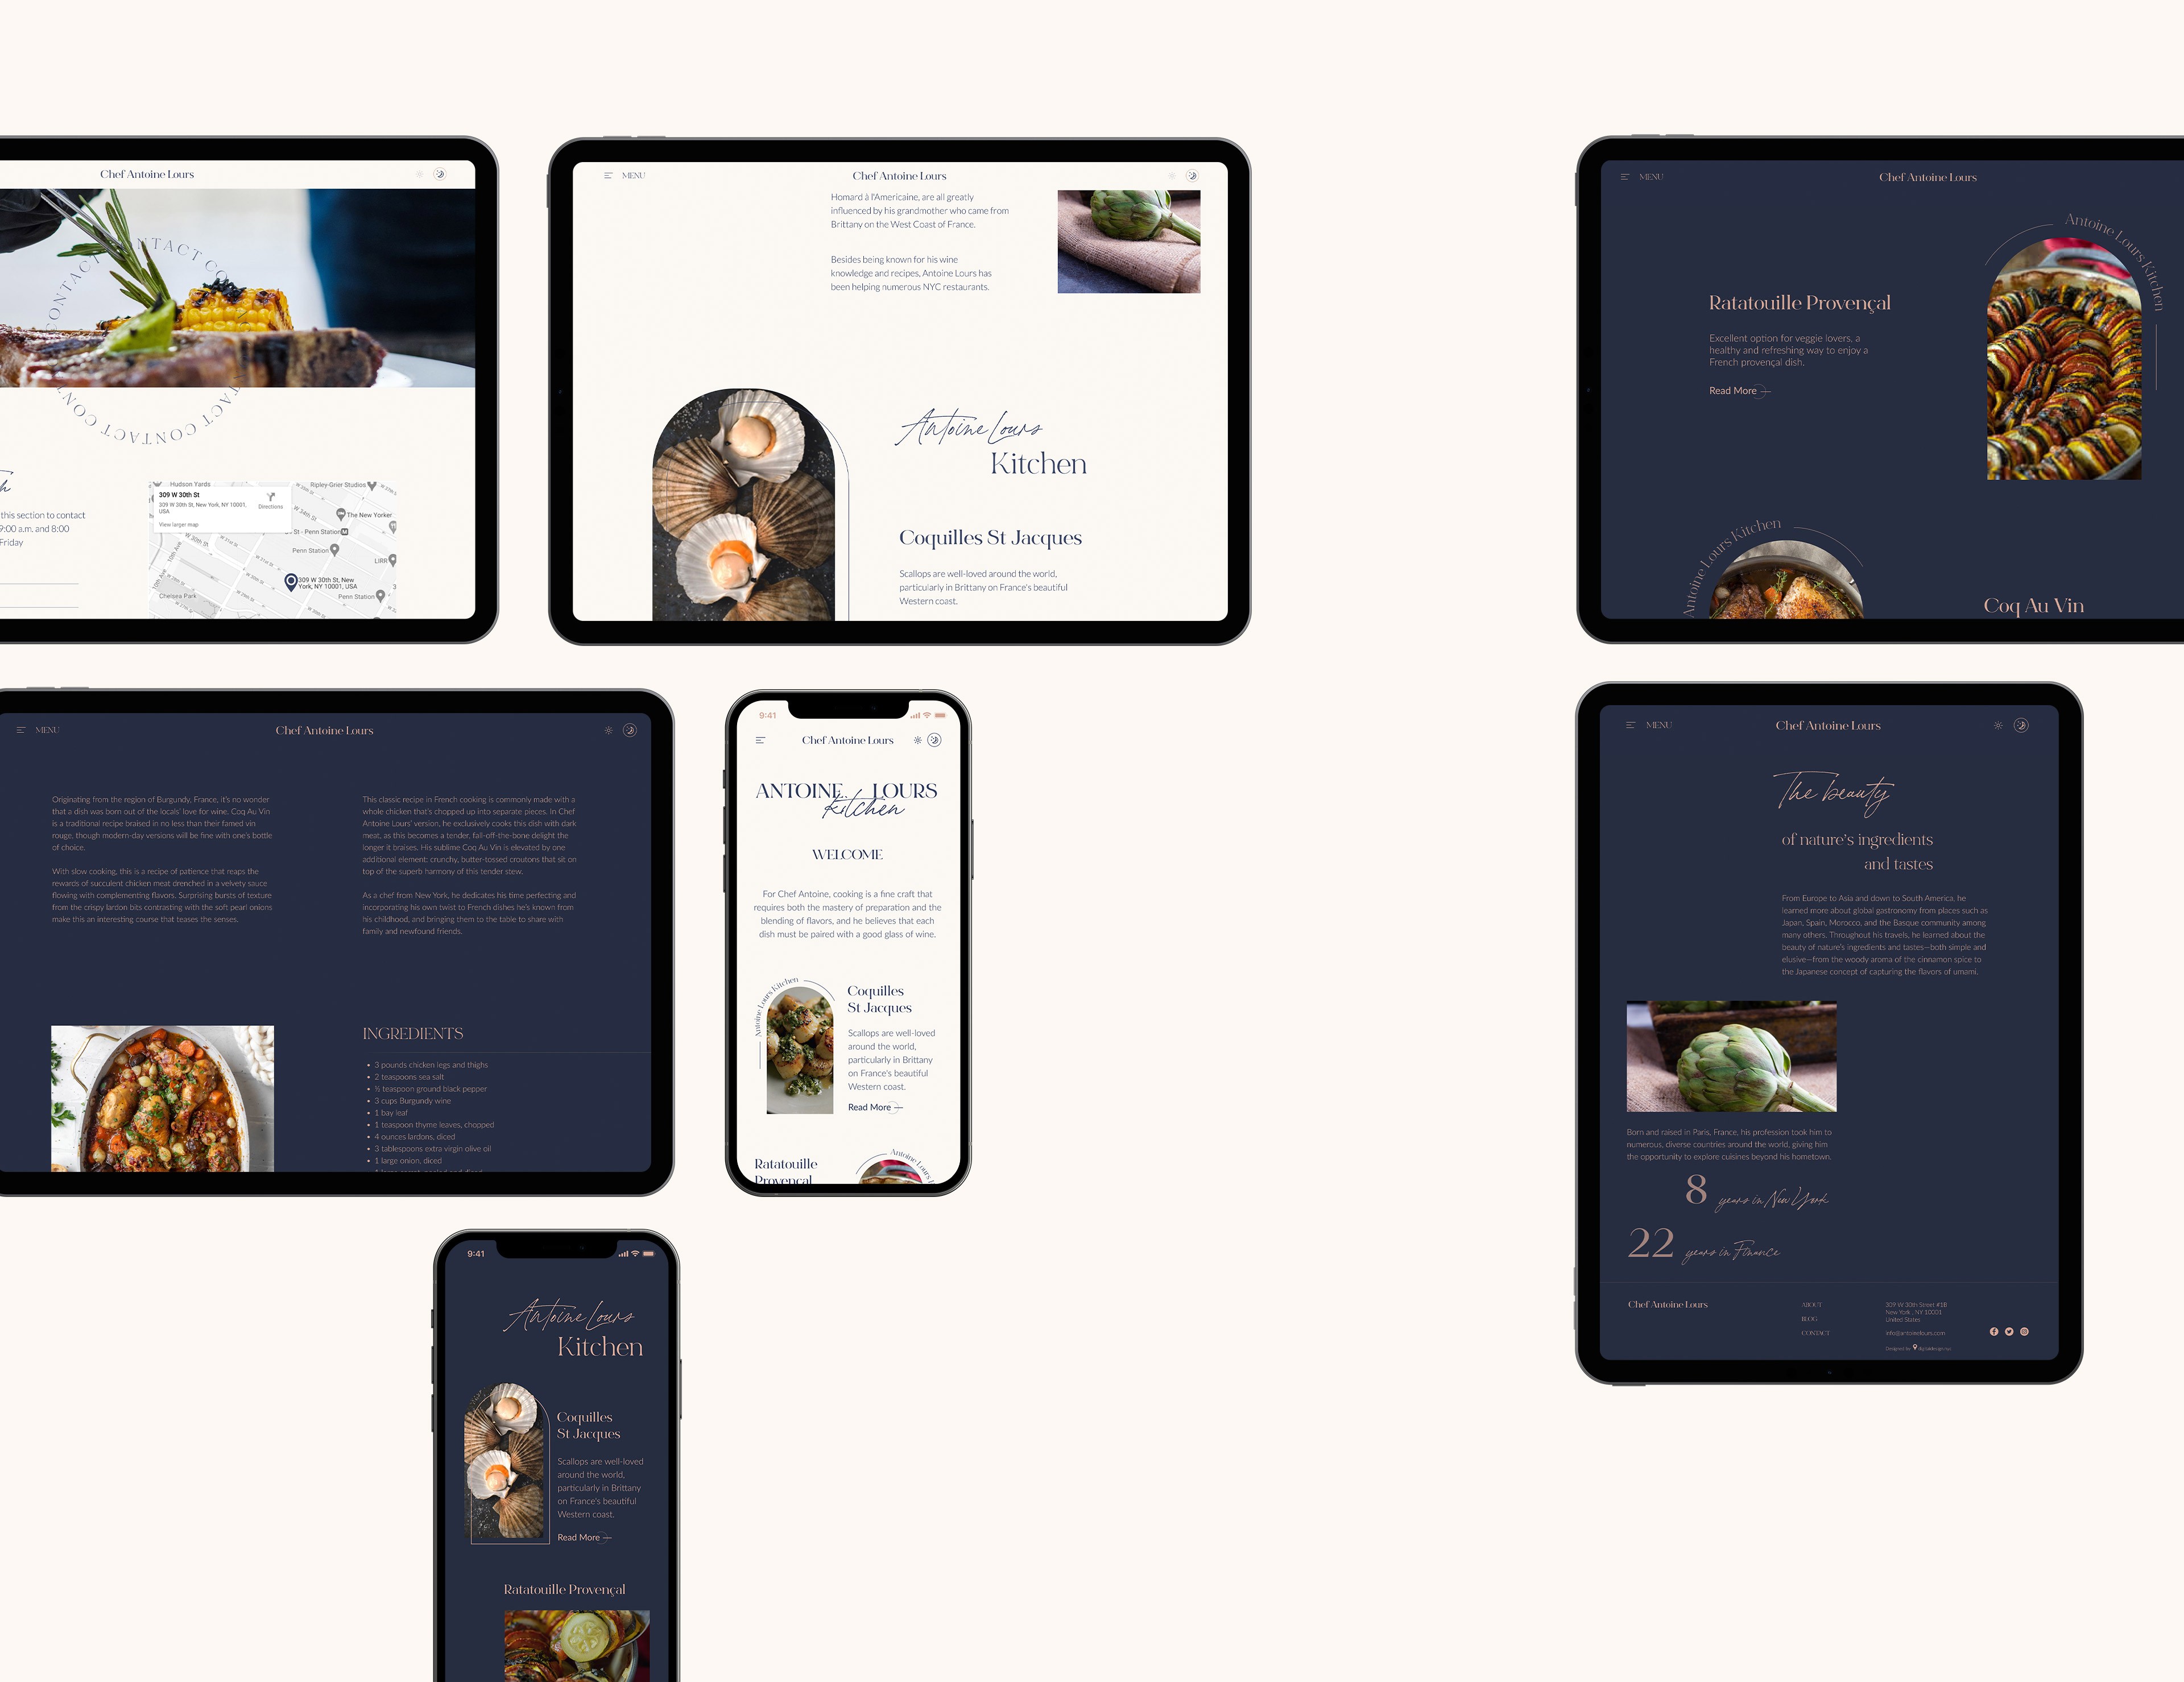 Chef Antoine Lours
CONTACT CONTACT CONTACT
this section to contact
9:00 a.m. and 8:00
Friday
Hudson Yards
Ripley-Grier Studios
309 W 30th St
309 W 30th St, New York, NY 10001,
USA
Directions
View larger map
W 34th St
The New Yorker
St - Penn Station
Penn Station
LIRR
10th Ave
309 W 30th St, New
York, NY 10001, USA
Chelsea Park
Penn Station
MENU
Chef Antoine Lours
Homard à l'Americaine, are all greatly
influenced by his grandmother who came from
Brittany on the West Coast of France.
Besides being known for his wine
knowledge and recipes, Antoine Lours has
been helping numerous NYC restaurants.
Antoine Lours
Kitchen
Coquilles St Jacques
Scallops are well-loved around the world,
particularly in Brittany on France's beautiful
Western coast.
MENU
Chef Antoine Lours
Antoine Lours Kitchen
Ratatouille Provençal
Excellent option for veggie lovers, a
healthy and refreshing way to enjoy a
French provençal dish.
Read More
Antoine Lours Kitchen
Coq Au Vin
MENU
Chef Antoine Lours
Originating from the region of Burgundy, France, it's no wonder
that a dish was born out of the locals' love for wine. Coq Au Vin
is a traditional recipe braised in no less than their famed vin
rouge, though modern-day versions will be fine with one's bottle
of choice.
With slow cooking, this is a recipe of patience that reaps the
rewards of succulent chicken meat drenched in a velvety sauce
flowing with complementing flavors. Surprising bursts of texture
from the crispy lardon bits contrasting with the soft pearl onions
make this an interesting course that teases the senses.
This classic recipe in French cooking is commonly made with a
whole chicken that's chopped up into separate pieces. In Chef
Antoine Lours' version, he exclusively cooks this dish with dark
meat, as this becomes a tender, fall-off-the-bone delight the
longer it braises. His sublime Coq Au Vin is elevated by one
additional element: crunchy, butter-tossed croutons that sit on
top of the superb harmony of this tender stew.
As a chef from New York, he dedicates his time perfecting and
incorporating his own twist to French dishes he's known from
his childhood, and bringing them to the table to share with
family and newfound friends.
INGREDIENTS
• 3 pounds chicken legs and thighs
• 2 teaspoons sea salt
• ½ teaspoon ground black pepper
• 3 cups Burgundy wine
• 1 bay leaf
• 1 teaspoon thyme leaves, chopped
• 4 ounces lardons, diced
• 3 tablespoons extra virgin olive oil
• 1 large onion, diced
9:41
Chef Antoine Lours
ANTOINE LOURS
Kitchen
WELCOME
For Chef Antoine, cooking is a fine craft that
requires both the mastery of preparation and the
blending of flavors, and he believes that each
dish must be paired with a good glass of wine.
Antoine Lours Kitchen
Coquilles
St Jacques
Scallops are well-loved
around the world,
particularly in Brittany
on France's beautiful
Western coast.
Read More
Ratatouille
Provençal
Antoine Lours
MENU
Chef Antoine Lours
The beauty
of nature's ingredients
and tastes
From Europe to Asia and down to South America, he
learned more about global gastronomy from places such as
Japan, Spain, Morocco, and the Basque community among
many others. Throughout his travels, he learned about the
beauty of nature's ingredients and tastes—both simple and
elusive—from the woody aroma of the cinnamon spice to
the Japanese concept of capturing the flavors of umami.
Born and raised in Paris, France, his profession took him to
numerous, diverse countries around the world, giving him
the opportunity to explore cuisines beyond his hometown.
8 years in New York
22 years in Finance
Chef Antoine Lours
ABOUT
BLOG
CONTACT
309 W 30th Street #1B
New York , NY 10001
United States
info@antoinelours.com
Designed by
9:41
Antoine Lours
Kitchen
Coquilles
St Jacques
Scallops are well-loved
around the world,
particularly in Brittany
on France's beautiful
Western coast.
Read More
Ratatouille Provençal